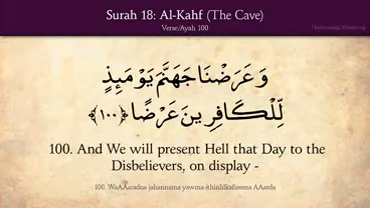 Surah 18: Al-Kahf (The Cave)
Verse/Ayah 100
وَعَرَضْنَا جَهَنَّمَ يَوْمَئِذٍ
لِّلْكَافِرِينَ عَرْضًا ﴿١٠٠﴾
100. And We will present Hell that Day to the
Disbelievers, on display -
100. WaAAaradna jahannama yawma-ithin lilkafireena AAarda